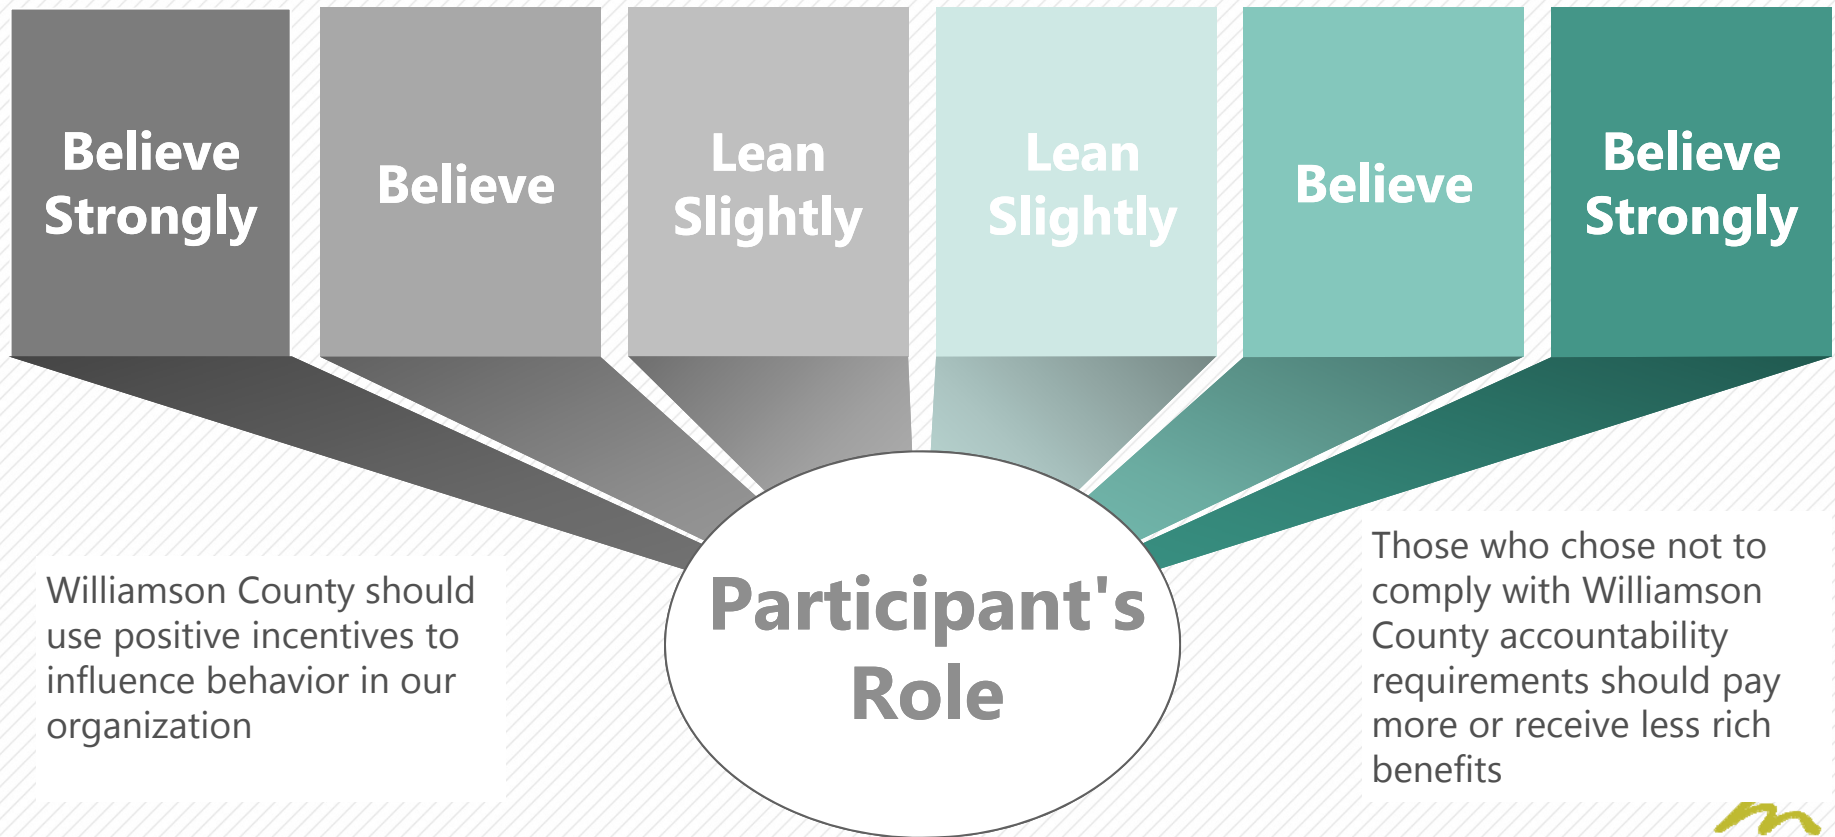 Believe
Strongly
Believe
Lean
Slightly
Lean
Slightly
Believe
Believe
Strongly
Williamson County should
use positive incentives to
influence behavior in our
organization
Participant's
Role
Those who chose not to
comply with Williamson
County accountability
requirements should pay
more or receive less rich
benefits